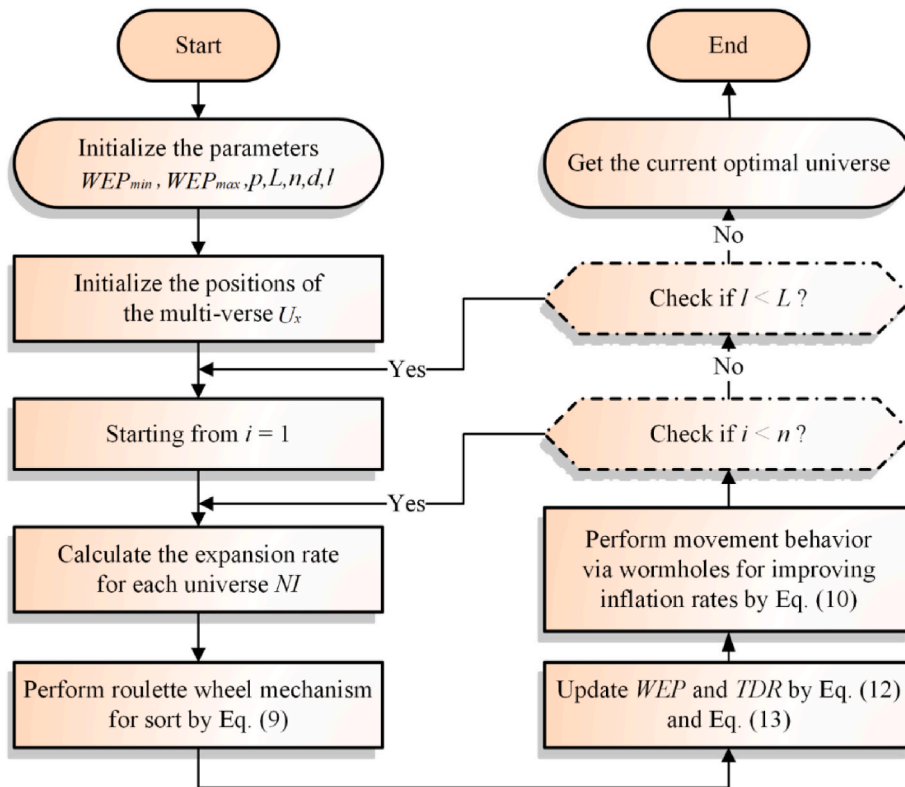 Start
Initialize the parameters
WEPmin, WEPmax,p,L,n,d,l
Initialize the positions of
the multi-verse Ux
Starting from i = 1
Calculate the expansion rate
for each universe NI
Perform roulette wheel mechanism
for sort by Eq. (9)
Update WEP and TDR by Eq. (12)
and Eq. (13)
Perform movement behavior
via wormholes for improving
inflation rates by Eq. (10)
Check if i < n ?
Yes
No
Check if l < L ?
Yes
No
Get the current optimal universe
End